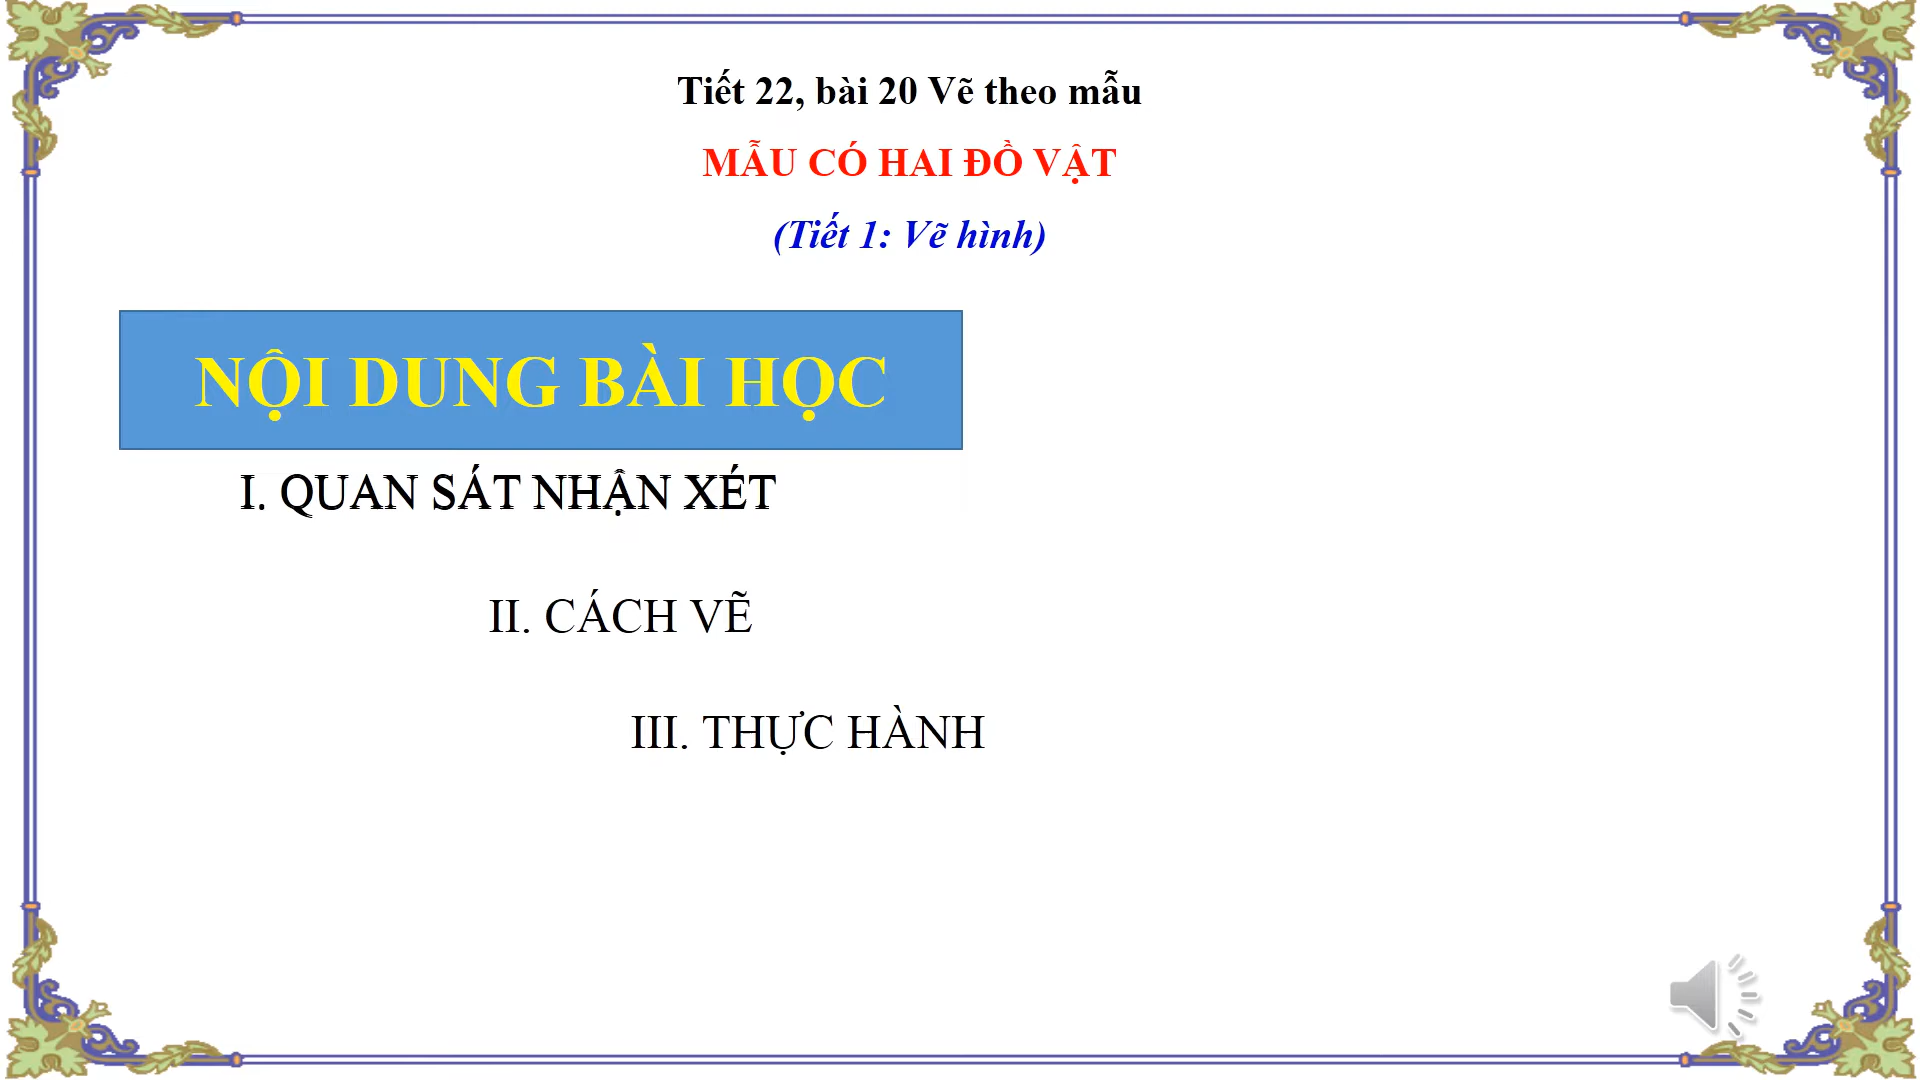 Tiết 22, bài 20 Vẽ theo mẫu
MẪU CÓ HAI ĐỒ VẬT
(Tiết 1: Vẽ hình)
NỘI DUNG BÀI HỌC
I. QUAN SÁT NHẬN XÉT
II. CÁCH VẼ
III. THỰC HÀNH